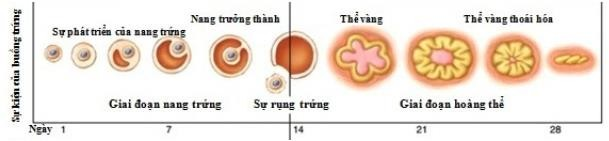 Sự kiện của buồng trứng
Sự phát triển của nang trứng
Nang trưởng thành
Thể vàng
Thể vàng thoái hóa
Giai đoạn nang trứng
Sự rụng trứng
Giai đoạn hoàng thể
Ngày 1 7 14 21 28